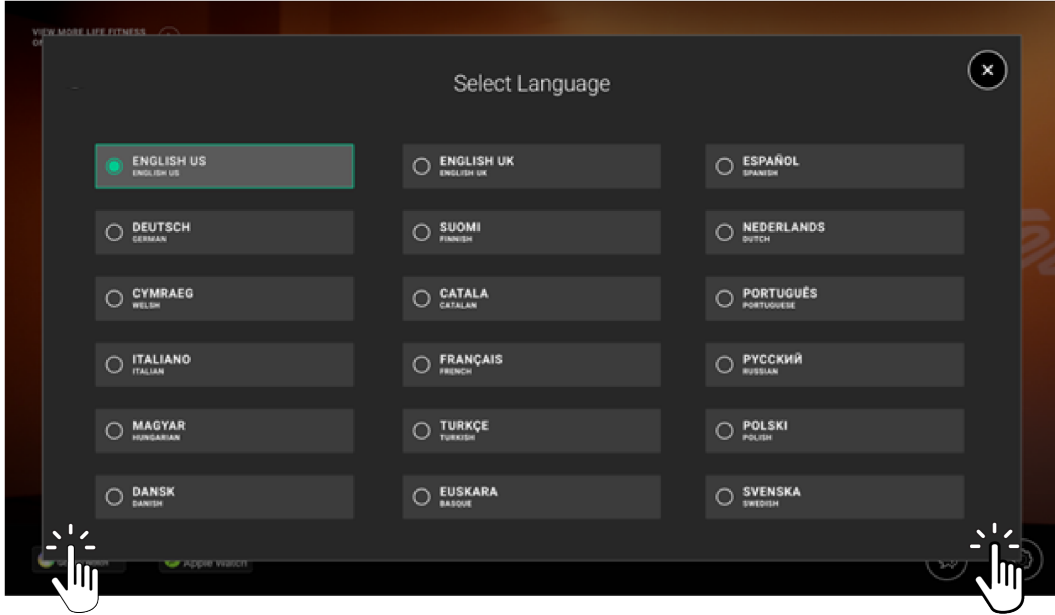 VIEW MORE LIFE FITNESS
Select Language
ENGLISH US
ENGLISH US
ENGLISH UK
ENGLISH UK
ESPAÑOL
SPANISH
DEUTSCH
GERMAN
SUOMI
FINNISH
NEDERLANDS
DUTCH
CYMRAEG
WELSH
CATALA
CATALAN
PORTUGUÊS
PORTUGUESE
ITALIANO
ITALIAN
FRANÇAIS
FRENCH
РУССКИЙ
RUSSIAN
MAGYAR
HUNGARIAN
TURKÇE
TURKISH
POLSKI
POLISH
DANSK
DANISH
EUSKARA
BASQUE
SVENSKA
SWEDISH
Apple Watch